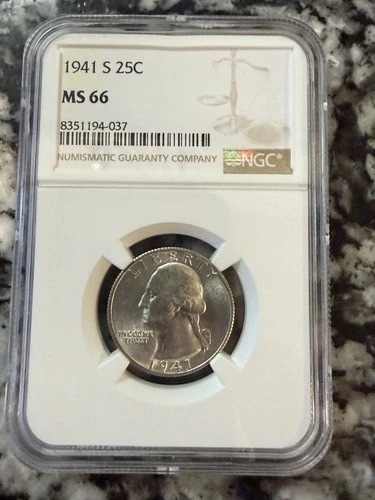 1941 S 25C
MS 66
8351194-037
NUMISMATIC GUARANTY COMPANY
NGC®
LIBERTY
IN GOD WE
TRUST
1941